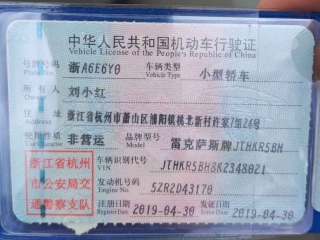 中华人民共和国机动车行驶证
Vehicle License of the People's Republic of China
号牌号码 浙A6E6Y0 车辆类型 小型轿车
Plate No. Vehicle Type
所有人 刘小红
Owner
住址 浙江省杭州市萧山区浦阳镇桃北新村许家7组24号
Address
使用性质 非营运 品牌型号 雷克萨斯牌JTHKR5BH
Use Character Model
浙江省杭州
市公安局交
通警察支队
车辆识别代号 JTHKR5BH8K2348021
VIN
发动机号码 5ZR2D43170
Engine No.
注册日期 2019-04-30 发证日期 2019-04-30
Register Date Issue Date